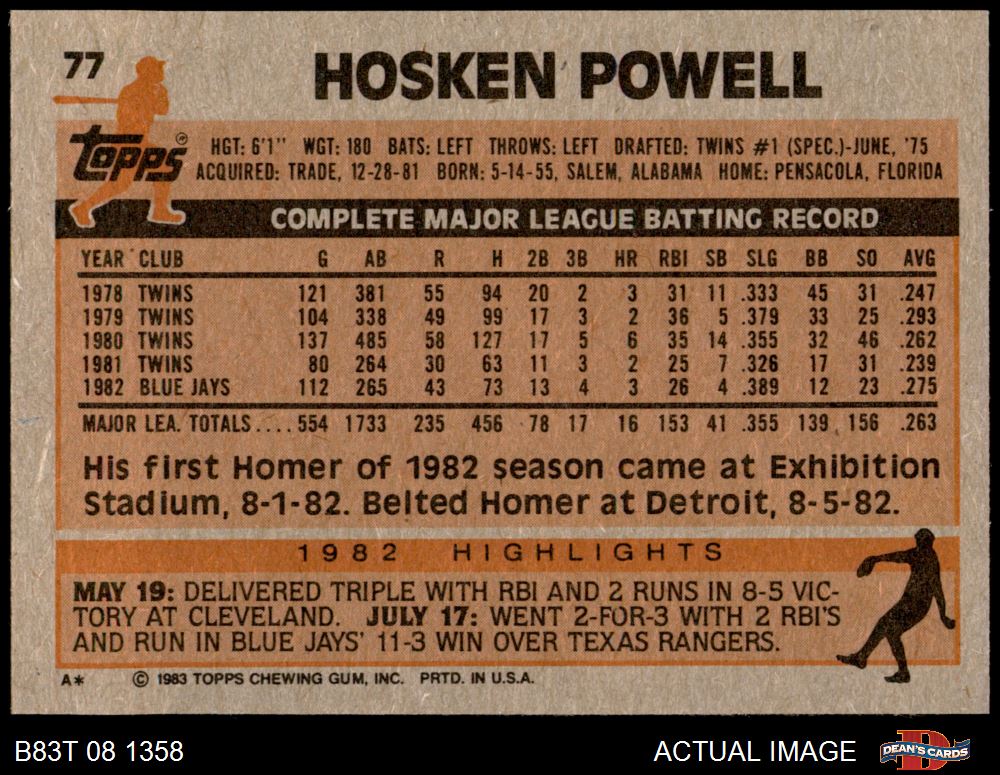 77
HOSKEN POWELL
Topps®
HGT: 6'1" WGT: 180 BATS: LEFT THROWS: LEFT DRAFTED: TWINS #1 (SPEC.)-JUNE, '75
ACQUIRED: TRADE, 12-28-81 BORN: 5-14-55, SALEM, ALABAMA HOME: PENSACOLA, FLORIDA
COMPLETE MAJOR LEAGUE BATTING RECORD
YEAR CLUB G AB R H 2B 3B HR RBI SB SLG BB SO AVG
1978 TWINS 121 381 55 94 20 2 3 31 11 .333 45 31 .247
1979 TWINS 104 338 49 99 17 3 2 36 5 .379 33 25 .293
1980 TWINS 137 485 58 127 17 5 6 35 14 .355 32 46 .262
1981 TWINS 80 264 30 63 11 3 2 25 7 .326 17 31 .239
1982 BLUE JAYS 112 265 43 73 13 4 3 26 4 .389 12 23 .275
MAJOR LEA. TOTALS.... 554 1733 235 456 78 17 16 153 41 .355 139 156 .263
His first Homer of 1982 season came at Exhibition
Stadium, 8-1-82. Belted Homer at Detroit, 8-5-82.
1982 HIGHLIGHTS
MAY 19: DELIVERED TRIPLE WITH RBI AND 2 RUNS IN 8-5 VIC-
TORY AT CLEVELAND. JULY 17: WENT 2-FOR-3 WITH 2 RBI'S
AND RUN IN BLUE JAYS' 11-3 WIN OVER TEXAS RANGERS.
A* © 1983 TOPPS CHEWING GUM, INC. PRTD. IN U.S.A.
B83T 08 1358 ACTUAL IMAGE DEAN'S CARDS